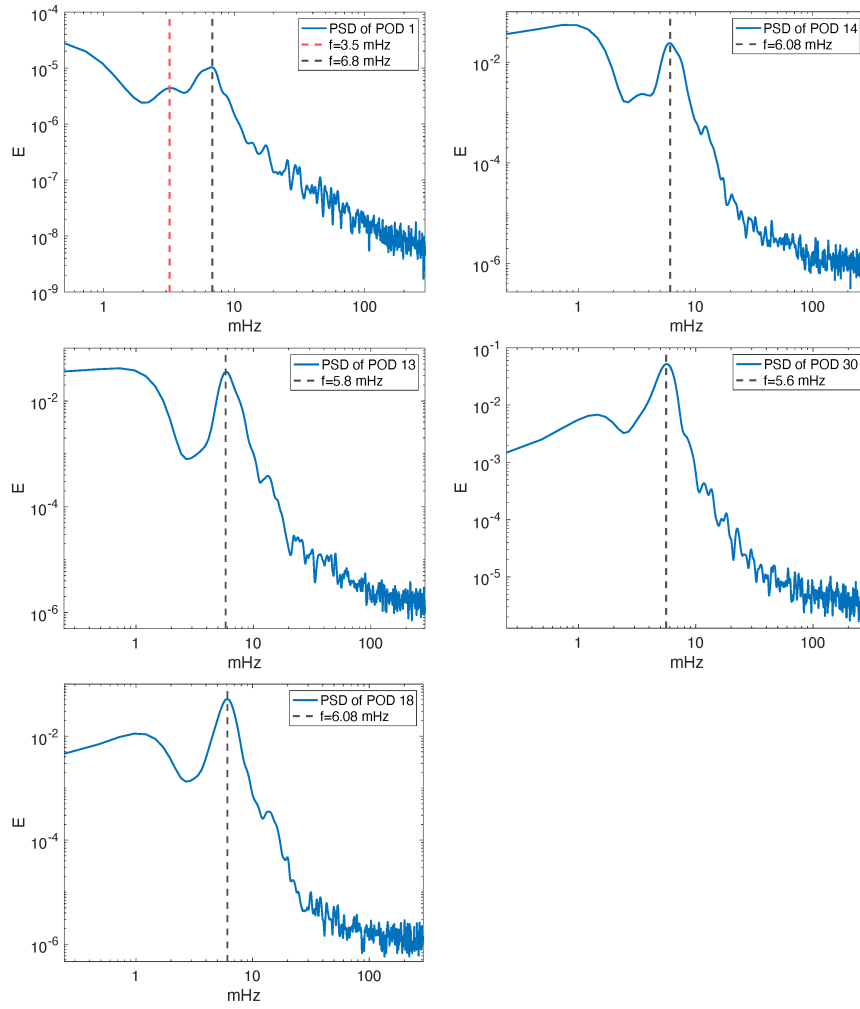 PSD of POD 1
f=3.5 mHz
f=6.8 mHz
10-4
10-5
10-6
10-7
10-8
10-9
E
1
10
100
mHz
PSD of POD 14
f=6.08 mHz
10-2
10-4
10-6
E
1
10
100
mHz
PSD of POD 13
f=5.8 mHz
10-2
10-4
10-6
E
1
10
100
mHz
PSD of POD 30
f=5.6 mHz
10-1
10-2
10-3
10-4
10-5
E
1
10
100
mHz
PSD of POD 18
f=6.08 mHz
10-2
10-4
10-6
E
1
10
100
mHz